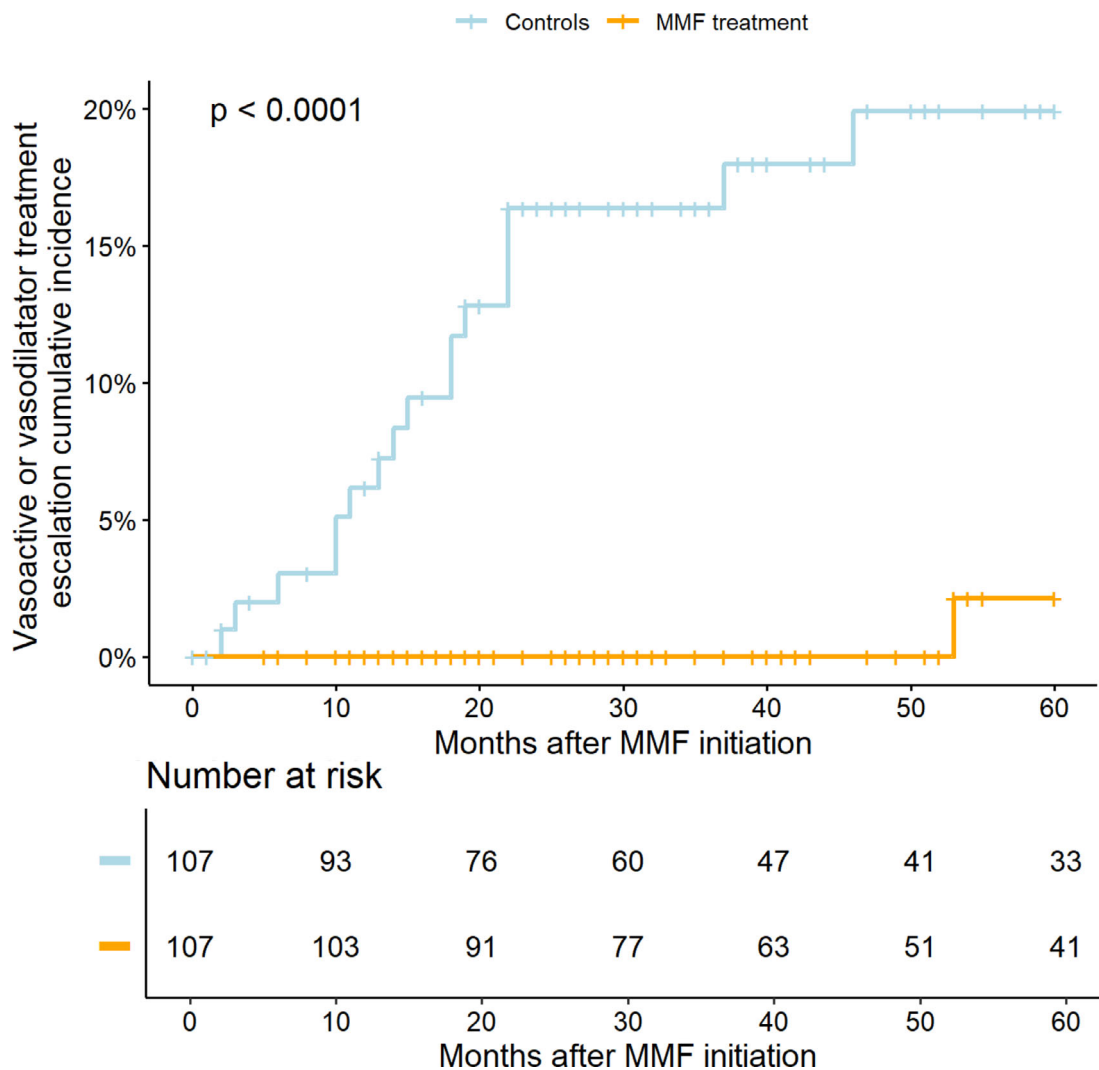 Controls MMF treatment
p < 0.0001
Vasoactive or vasodilatator treatment
escalation cumulative incidence
20%
15%
10%
5%
0%
0 10 20 30 40 50 60
Months after MMF initiation
Number at risk
107 93 76 60 47 41 33
107 103 91 77 63 51 41
0 10 20 30 40 50 60
Months after MMF initiation